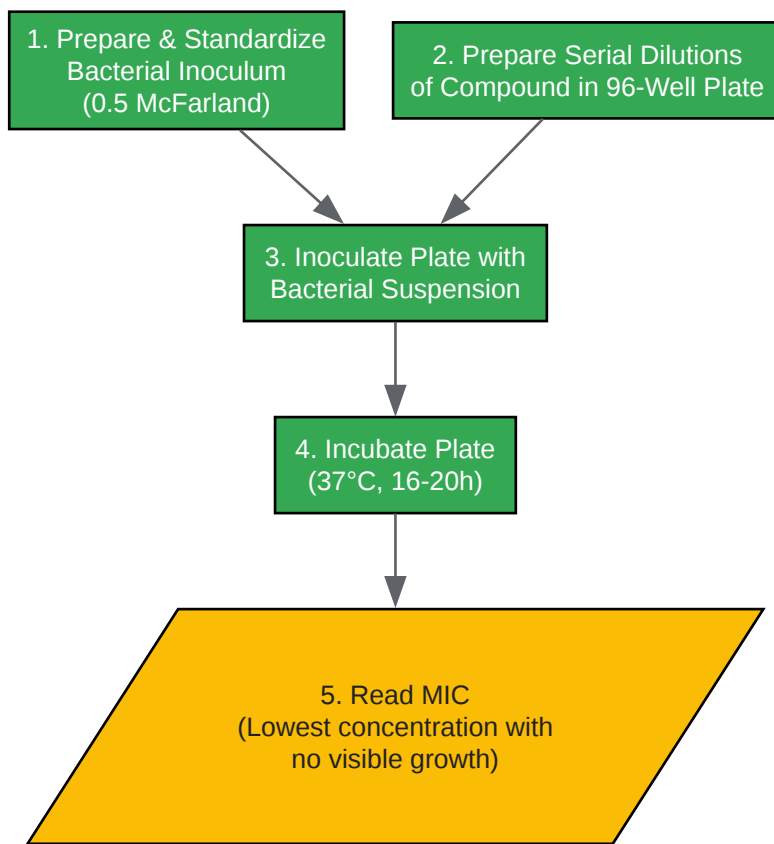 1. Prepare & Standardize
Bacterial Inoculum
(0.5 McFarland)
2. Prepare Serial Dilutions
of Compound in 96-Well Plate
3. Inoculate Plate with
Bacterial Suspension
4. Incubate Plate
(37°C, 16-20h)
5. Read MIC
(Lowest concentration with
no visible growth)